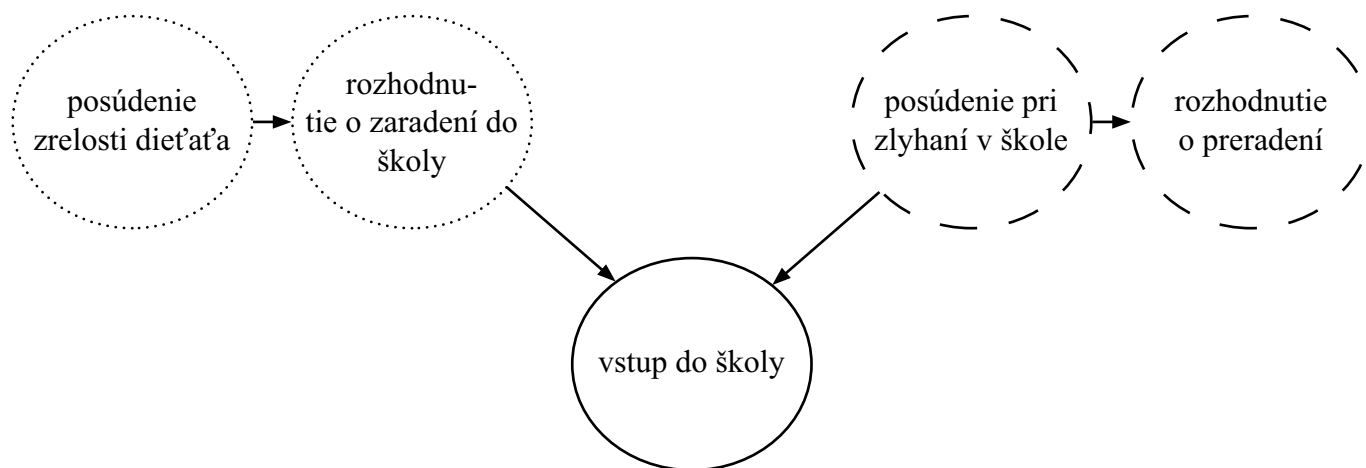 posúdenie
zrelosti dieťaťa
rozhodnu-
tie o zaradení do
školy
posúdenie pri
zlyhaní v škole
rozhodnutie
o preradení
vstup do školy